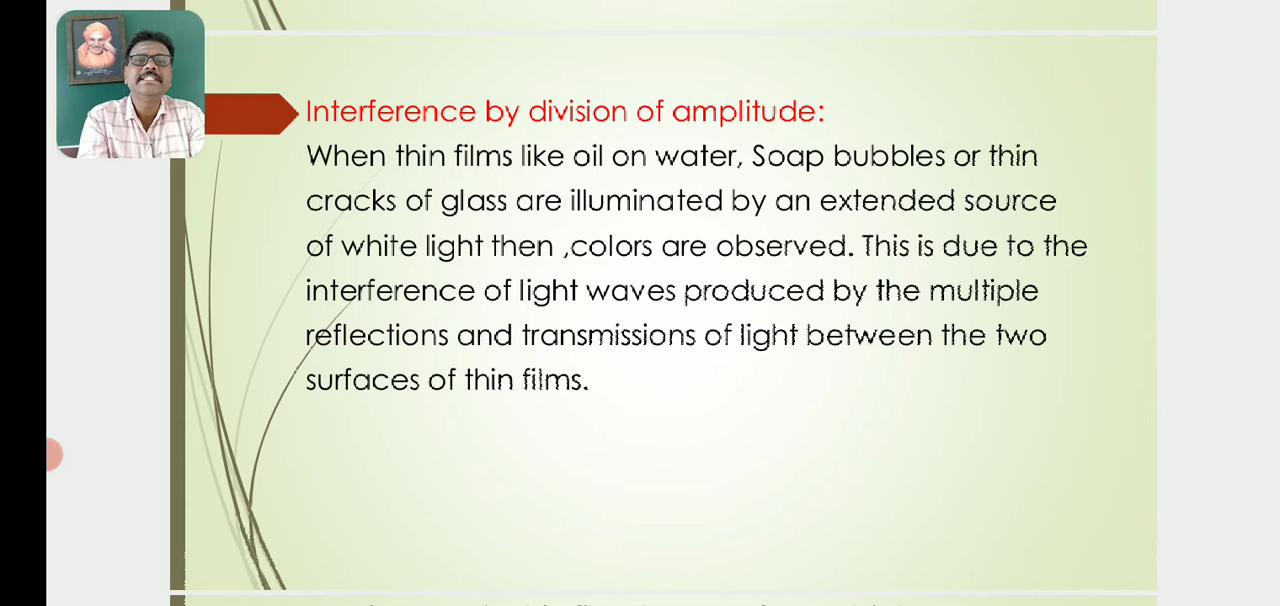 Interference by division of amplitude:
When thin films like oil on water, Soap bubbles or thin
cracks of glass are illuminated by an extended source
of white light then ,colors are observed. This is due to the
interference of light waves produced by the multiple
reflections and transmissions of light between the two
surfaces of thin films.